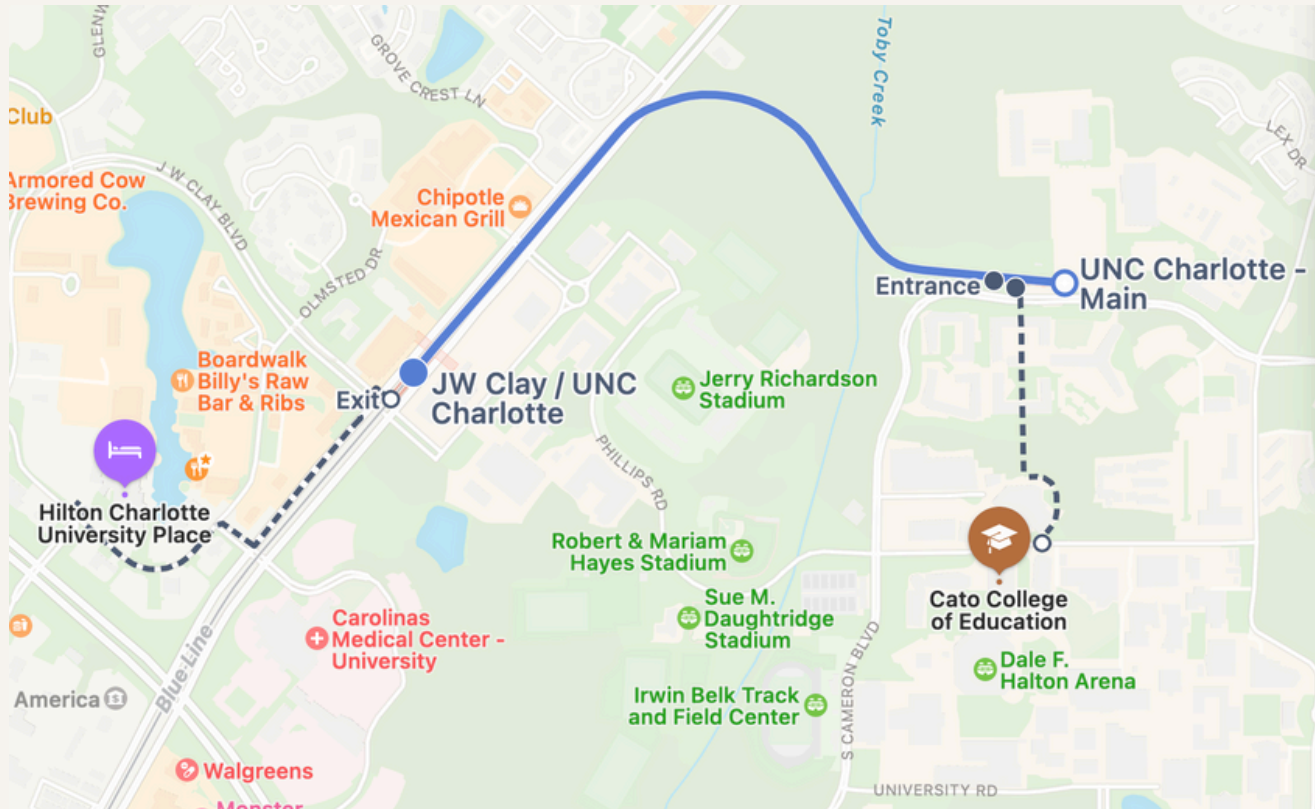 GLENW
GROVE CREST LN
Toby Creek
LEX DR
Club
Armored Cow
Brewing Co.
J W CLAY BLVD
Chipotle
Mexican Grill
OLMSTED DR
Entrance
UNC Charlotte -
Main
Boardwalk
Billy's Raw
Bar & Ribs
Exit
JW Clay / UNC
Charlotte
Jerry Richardson
Stadium
PHILLIPS RD
Hilton Charlotte
University Place
Robert & Mariam
Hayes Stadium
Sue M.
Daughtridge
Stadium
Cato College
of Education
Carolinas
Medical Center -
University
Blue Line
America
Irwin Belk Track
and Field Center
S CAMERON BLVD
Dale F.
Halton Arena
Walgreens
Monster
UNIVERSITY RD